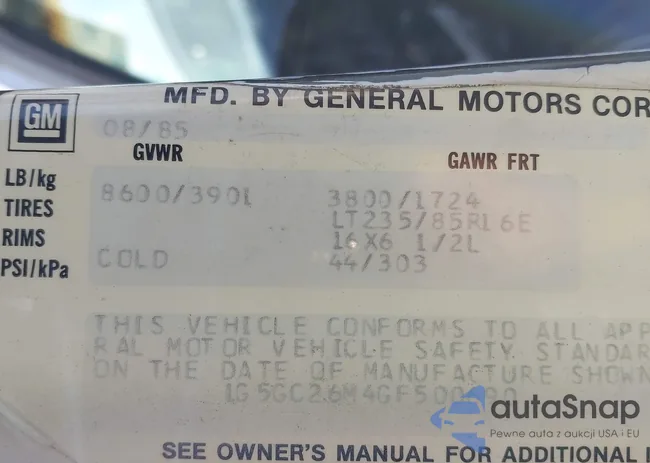 MFD. BY GENERAL MOTORS COR
GM
08/85
GVWR GAWR FRT
LB/kg 8600/3901 3800/1724
TIRES LT235/85R16E
RIMS 16X6 1/2L
PSI/kPa COLD 44/303
THIS VEHICLE CONFORMS TO ALL APP
RAL MOTOR VEHICLE SAFETY STANDAR
ON THE DATE OF MANUFACTURE SHOWN
autoSnap
Pewne auta z aukcji USA i EU
SEE OWNER'S MANUAL FOR ADDITIONAL I